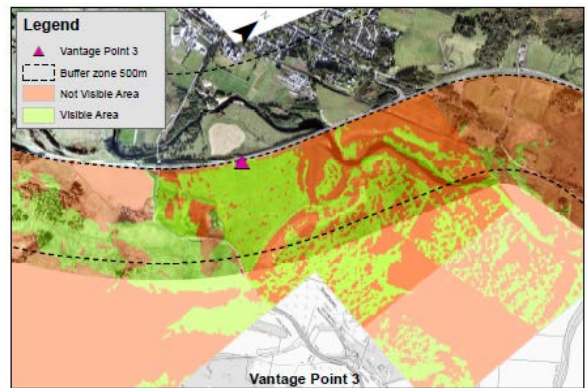 Legend
Vantage Point 3
Buffer zone 500m
Not Visible Area
Visible Area
N
Vantage Point 3